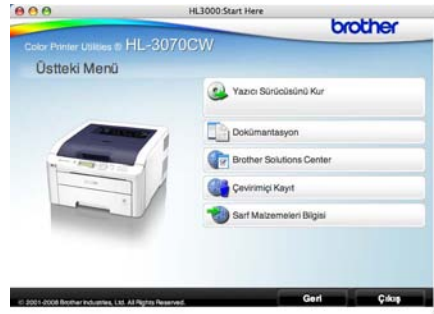 HL3000:Start Here
brother
Color Printer Utilities © HL-3070CW
Üstteki Menü
Yazıcı Sürücüsünü Kur
Dokümantasyon
Brother Solutions Center
Çevirimiçi Kayıt
Sarf Malzemeleri Bilgisi
© 2001-2008 Brother Industries, Ltd. All Rights Reserved.
Geri
Çıkış